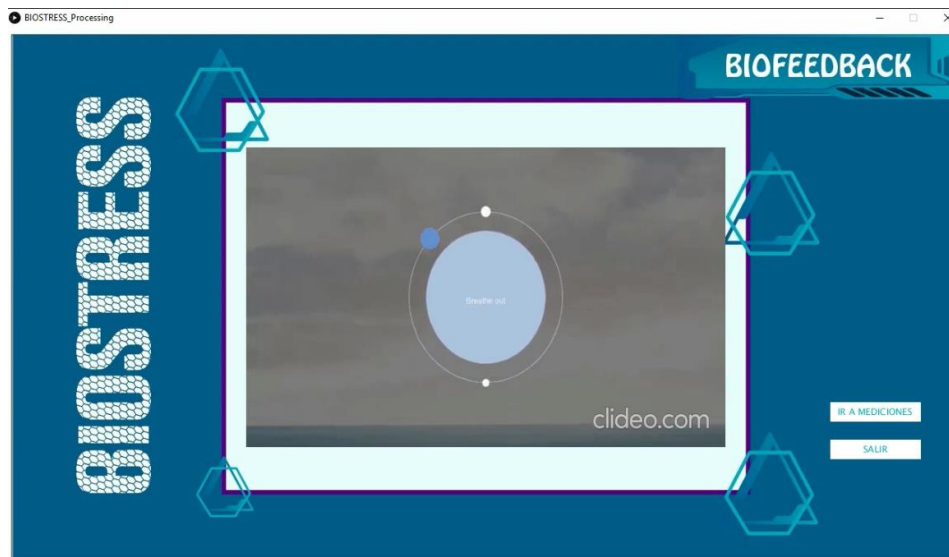 BIOSTRESS_Processing
BIOFEEDBACK
BIOSTRESS
Breathe out
clideo.com
IR A MEDICIONES
SALIR